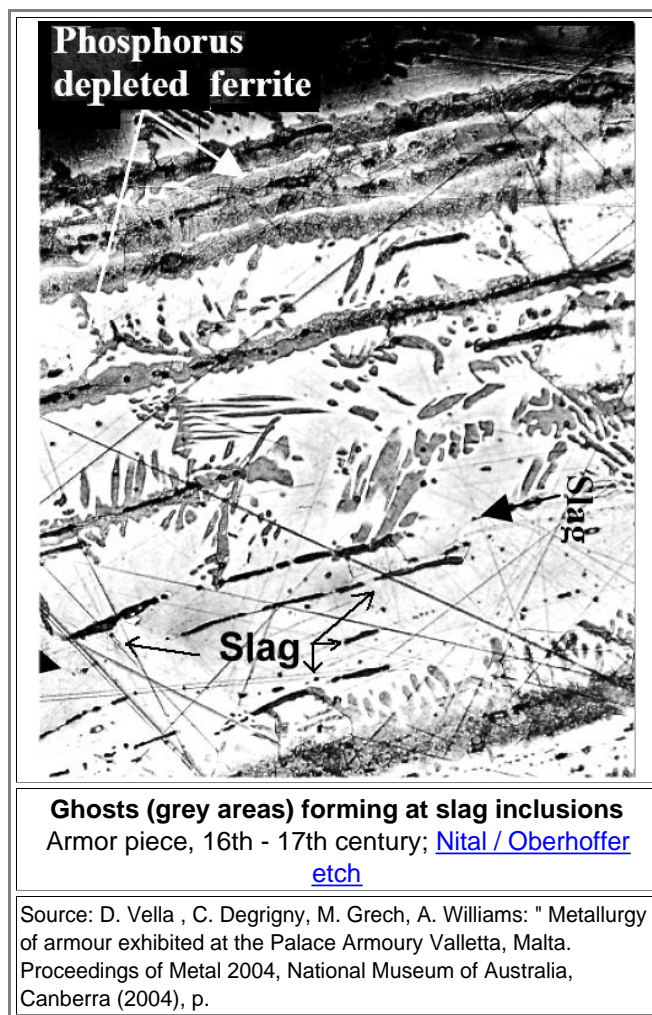 Phosphorus
depleted ferrite
Slag
Slag
Ghosts (grey areas) forming at slag inclusions
Armor piece, 16th - 17th century; Nital / Oberhoffer
etch
Source: D. Vella , C. Degrigny, M. Grech, A. Williams: " Metallurgy
of armour exhibited at the Palace Armoury Valletta, Malta.
Proceedings of Metal 2004, National Museum of Australia,
Canberra (2004), p.